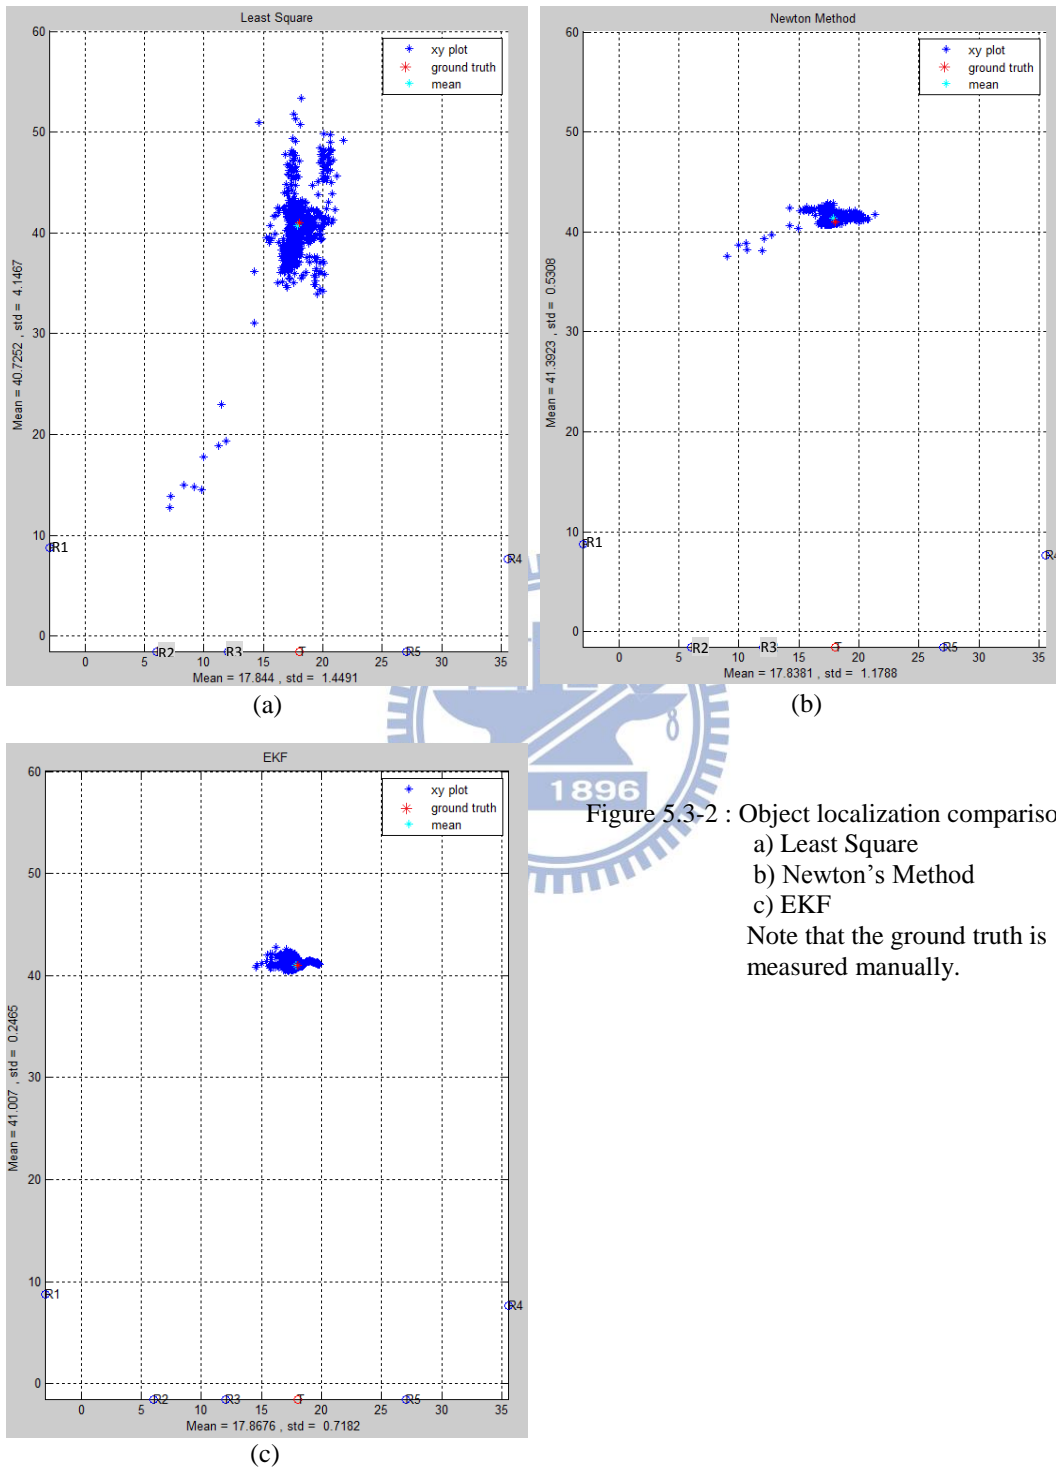 Least Square
xy plot
ground truth
mean
60
50
40
30
20
10
0
Mean = 40.7252 , std = 4.1467
R1
R2
R3
T
R5
R4
0 5 10 15 20 25 30 35
Mean = 17.844 , std = 1.4491
(a)
Newton Method
xy plot
ground truth
mean
60
50
40
30
20
10
0
Mean = 41.3923 , std = 0.5308
R1
R2
R3
T
R5
R4
0 5 10 15 20 25 30 35
Mean = 17.8381 , std = 1.1788
(b)
EKF
xy plot
ground truth
mean
60
50
40
30
20
10
0
Mean = 41.007 , std = 0.2465
R1
R2
R3
T
R5
R4
0 5 10 15 20 25 30 35
Mean = 17.8676 , std = 0.7182
(c)
1896
Figure 5.3-2 : Object localization compariso
a) Least Square
b) Newton’s Method
c) EKF
Note that the ground truth is
measured manually.